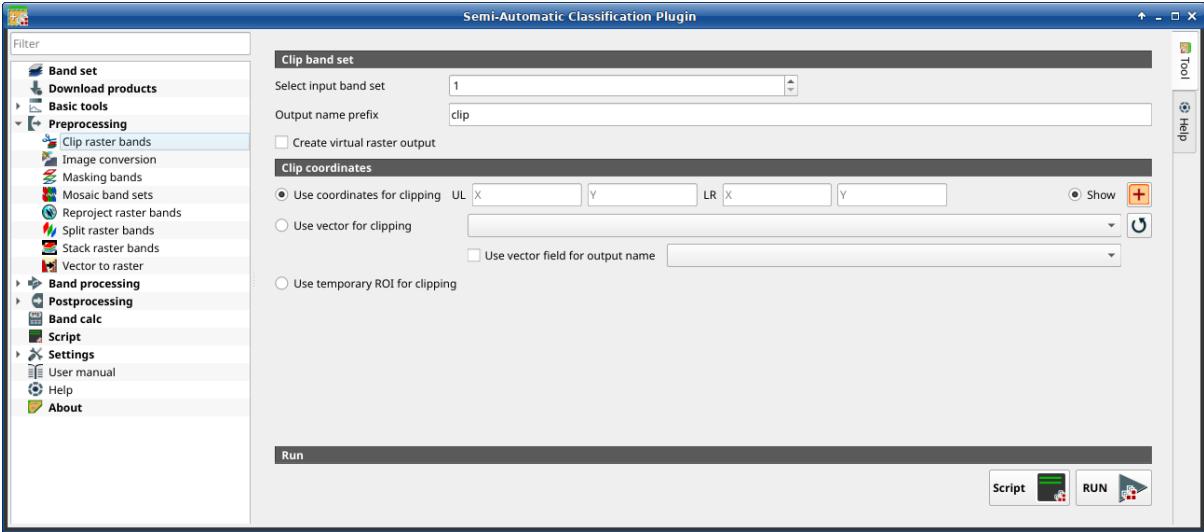 Semi-Automatic Classification Plugin
Filter
Band set
Download products
Basic tools
Preprocessing
Clip raster bands
Image conversion
Masking bands
Mosaic band sets
Reproject raster bands
Split raster bands
Stack raster bands
Vector to raster
Band processing
Postprocessing
Band calc
Script
Settings
User manual
Help
About
Clip band set
Select input band set 1
Output name prefix clip
Create virtual raster output
Clip coordinates
Use coordinates for clipping UL X Y LR X Y Show +
Use vector for clipping
Use vector field for output name
Use temporary ROI for clipping
Run
Script RUN
Tool
Help